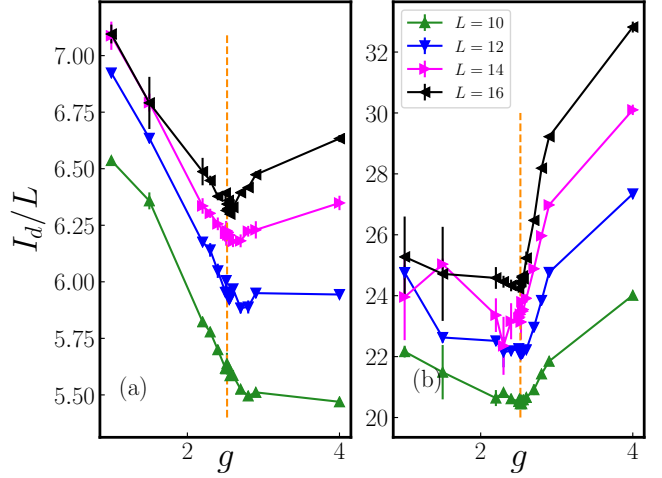 I_d/L
7.00
6.75
6.50
6.25
6.00
5.75
5.50
(a)
2
4
g
L = 10
L = 12
L = 14
L = 16
32
30
28
26
24
22
20
(b)
2
4
g